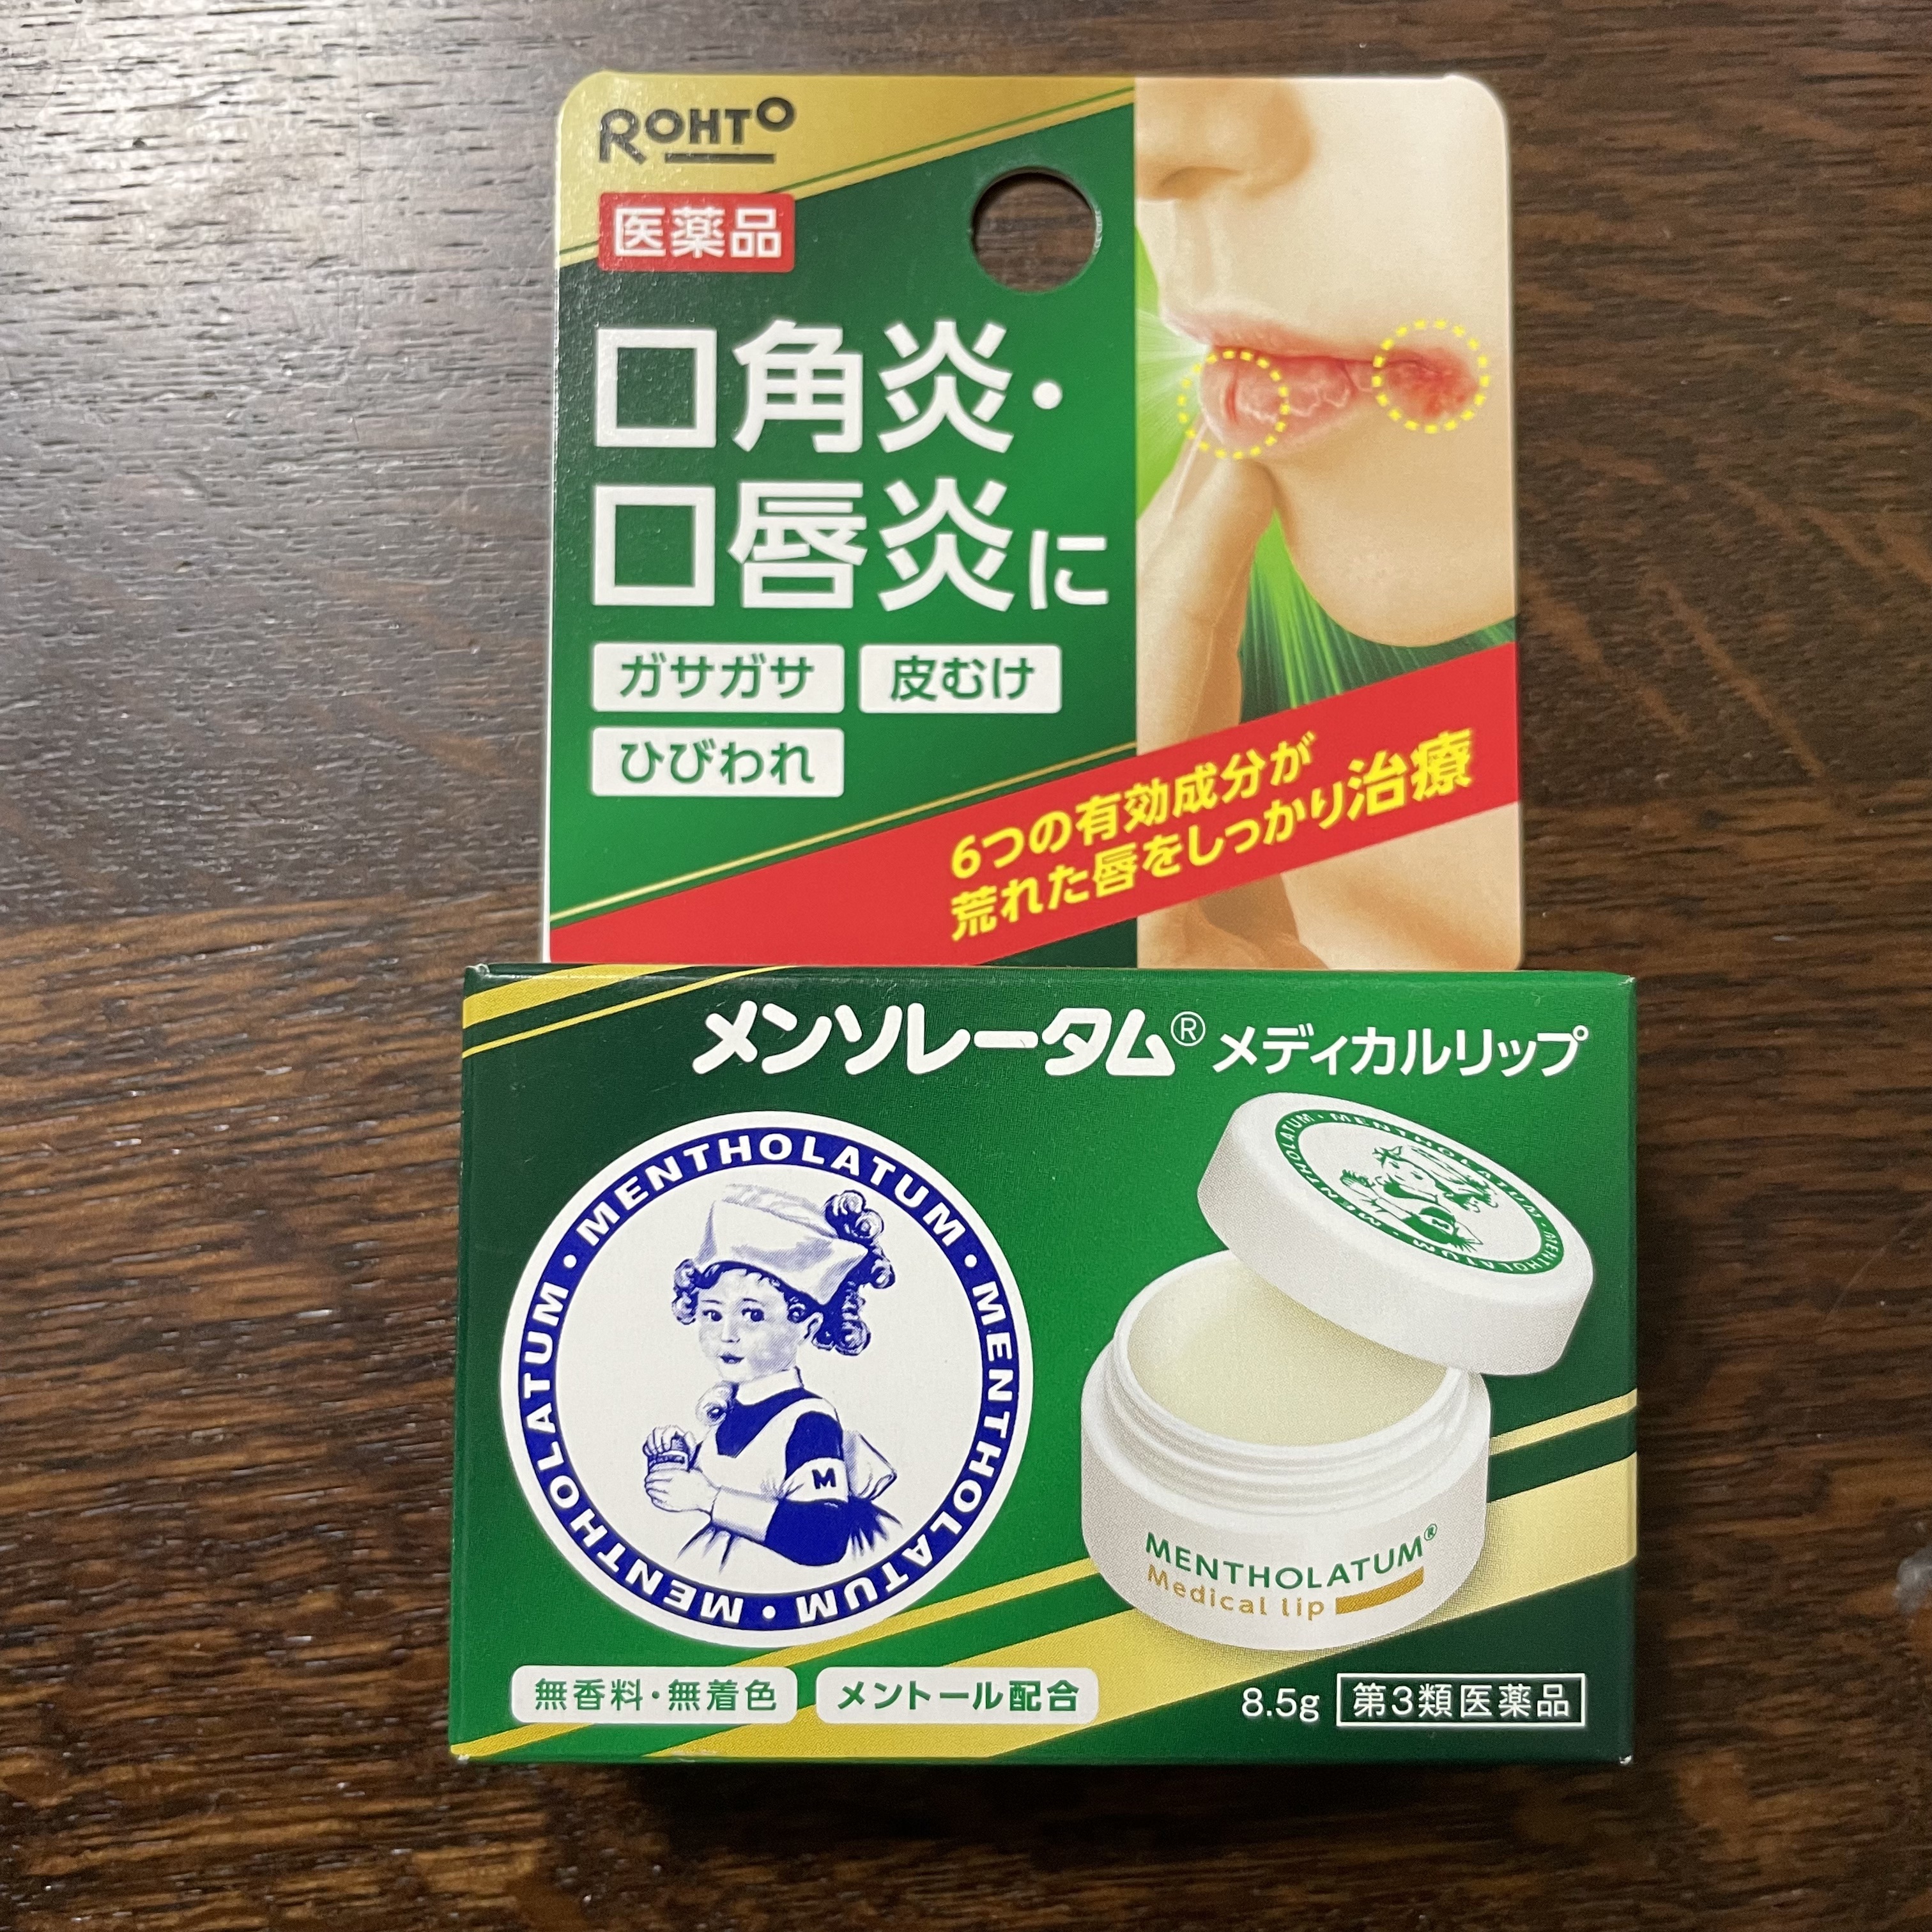 ROHTO
医薬品
口角炎・
口唇炎に
ガサガサ 皮むけ
ひびわれ
6つの有効成分が
荒れた唇をしっかり治療
メンソレータム® メディカルリップ
MENTHOLATUM・MENTHOLATUM・MENTHOLATUM・MENTHOLATUM・
M
MENTHOLATUM・MENTHOLATUM・MENTHOLATUM・MENTHOLATUM・
MENTHOLATUM®
Medical lip
無香料・無着色 メントール配合
8.5g 第3類医薬品